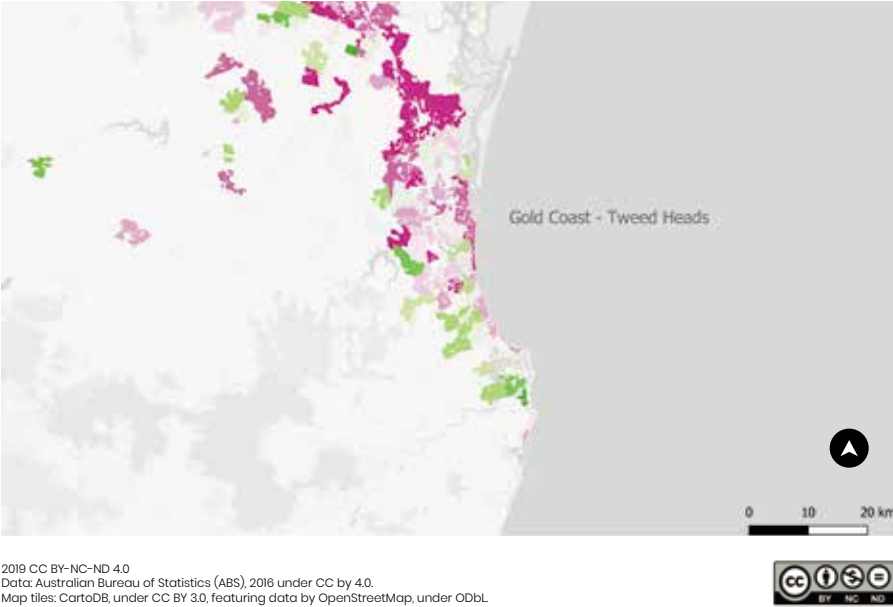 Gold Coast - Tweed Heads
0 10 20 km
2019 CC BY-NC-ND 4.0
Data: Australian Bureau of Statistics (ABS), 2016 under CC by 4.0.
Map tiles: CartoDB, under CC BY 3.0, featuring data by OpenStreetMap, under ODbL.
cc
BY NC ND